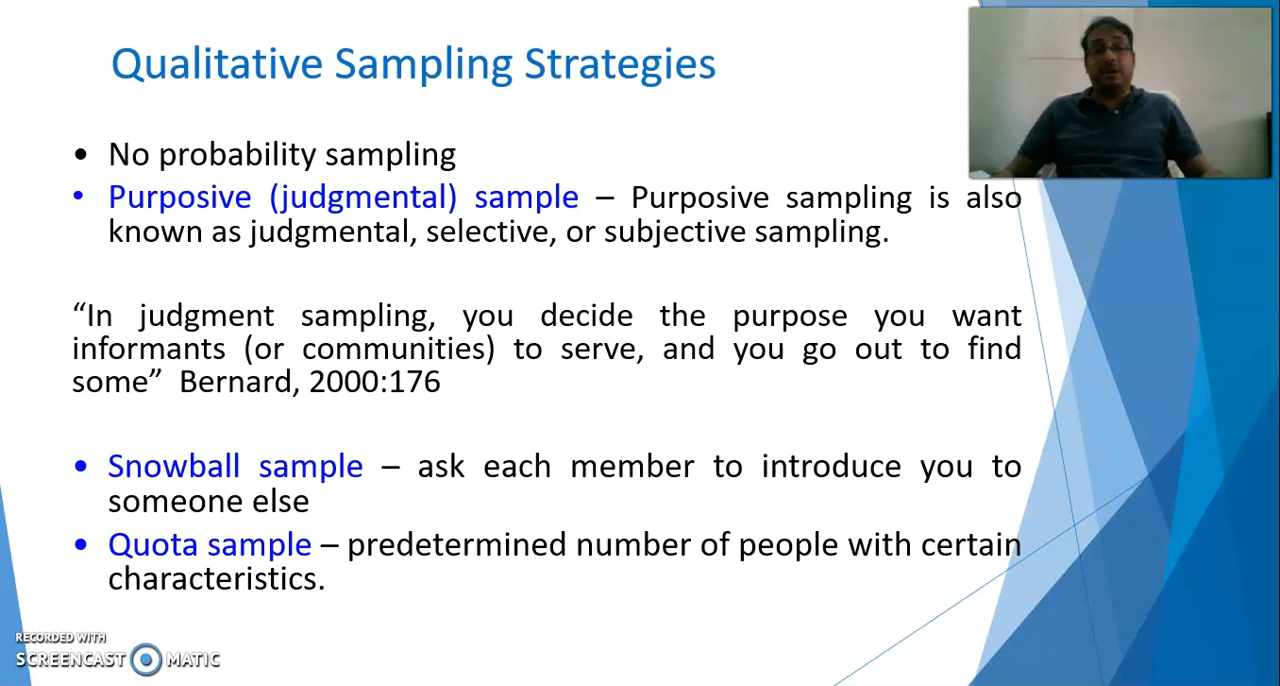 Qualitative Sampling Strategies
• No probability sampling
• Purposive (judgmental) sample – Purposive sampling is also
known as judgmental, selective, or subjective sampling.
“In judgment sampling, you decide the purpose you want
informants (or communities) to serve, and you go out to find
some” Bernard, 2000:176
• Snowball sample – ask each member to introduce you to
someone else
• Quota sample – predetermined number of people with certain
characteristics.
RECORDED WITH
SCREENCAST MATIC